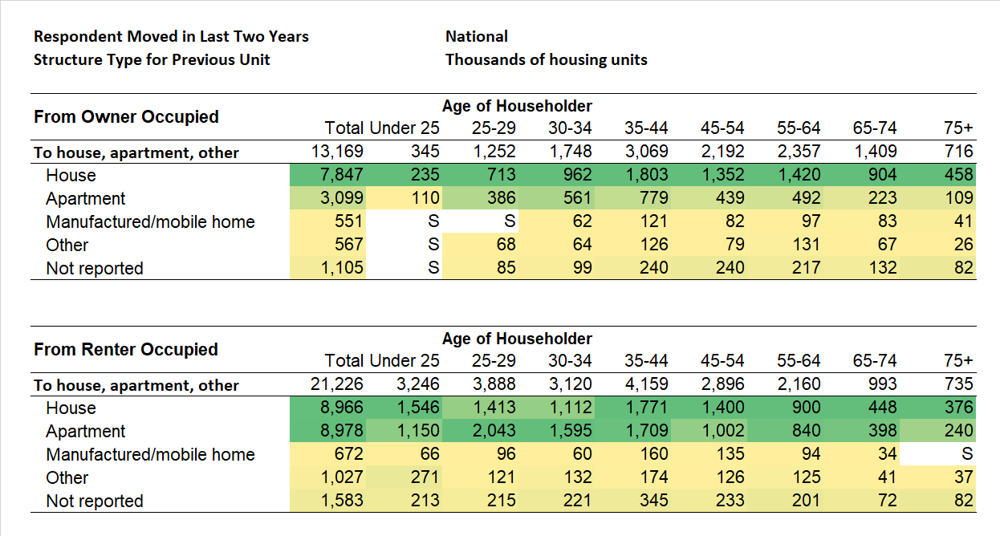 Respondent Moved in Last Two Years National
Structure Type for Previous Unit Thousands of housing units
From Owner Occupied Age of Householder
Total Under 25 25-29 30-34 35-44 45-54 55-64 65-74 75+
To house, apartment, other 13,169 345 1,252 1,748 3,069 2,192 2,357 1,409 716
House 7,847 235 713 962 1,803 1,352 1,420 904 458
Apartment 3,099 110 386 561 779 439 492 223 109
Manufactured/mobile home 551 S S 62 121 82 97 83 41
Other 567 S 68 64 126 79 131 67 26
Not reported 1,105 S 85 99 240 240 217 132 82
From Renter Occupied Age of Householder
Total Under 25 25-29 30-34 35-44 45-54 55-64 65-74 75+
To house, apartment, other 21,226 3,246 3,888 3,120 4,159 2,896 2,160 993 735
House 8,966 1,546 1,413 1,112 1,771 1,400 900 448 376
Apartment 8,978 1,150 2,043 1,595 1,709 1,002 840 398 240
Manufactured/mobile home 672 66 96 60 160 135 94 34 S
Other 1,027 271 121 132 174 126 125 41 37
Not reported 1,583 213 215 221 345 233 201 72 82